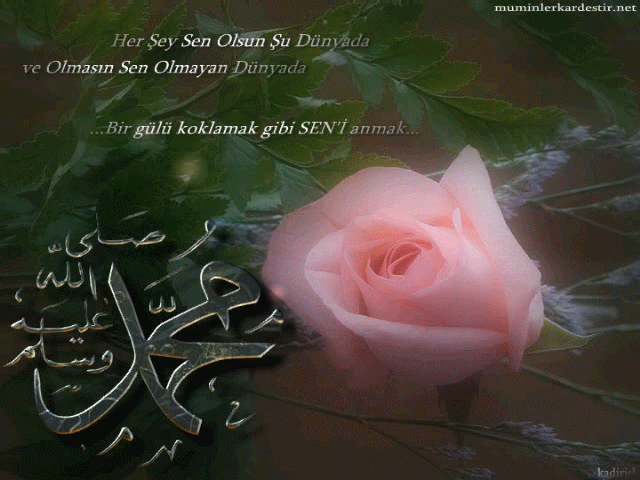 muminlerkardestir.net
Her Şey Sen Olsun Şu Dünyada
ve Olmasın Sen Olmayan Dünyada
...Bir gülü koklamak gibi SEN'İ anmak...
محمد
صلى
الله
عليه
وسلم